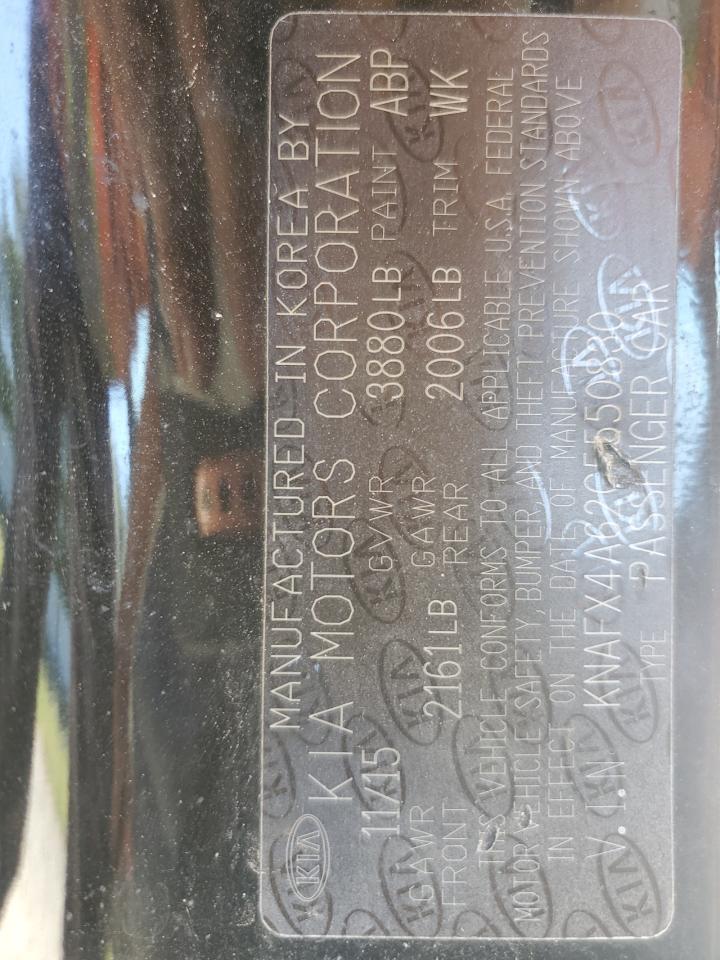 KIA
MANUFACTURED IN KOREA BY
KIA MOTORS CORPORATION
11/15 GVWR 3880LB PAINT ABP
GAWR FRONT 2161LB GAWR REAR 2006LB TRIM WK
THIS VEHICLE CONFORMS TO ALL APPLICABLE U.S.A. FEDERAL
MOTOR VEHICLE SAFETY, BUMPER, AND THEFT PREVENTION STANDARDS
IN EFFECT ON THE DATE OF MANUFACTURE SHOWN ABOVE
V.I.N
TYPE PASSENGER CAR